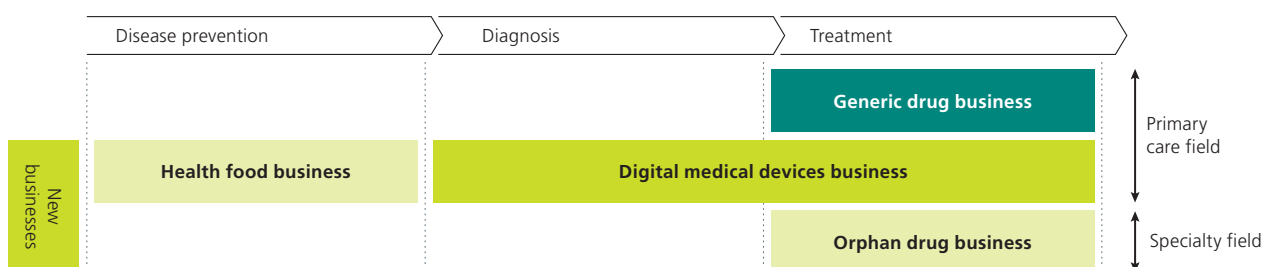 Disease prevention
Diagnosis
Treatment
Generic drug business
Primary
care field
New
businesses
Health food business
Digital medical devices business
Orphan drug business
Specialty field